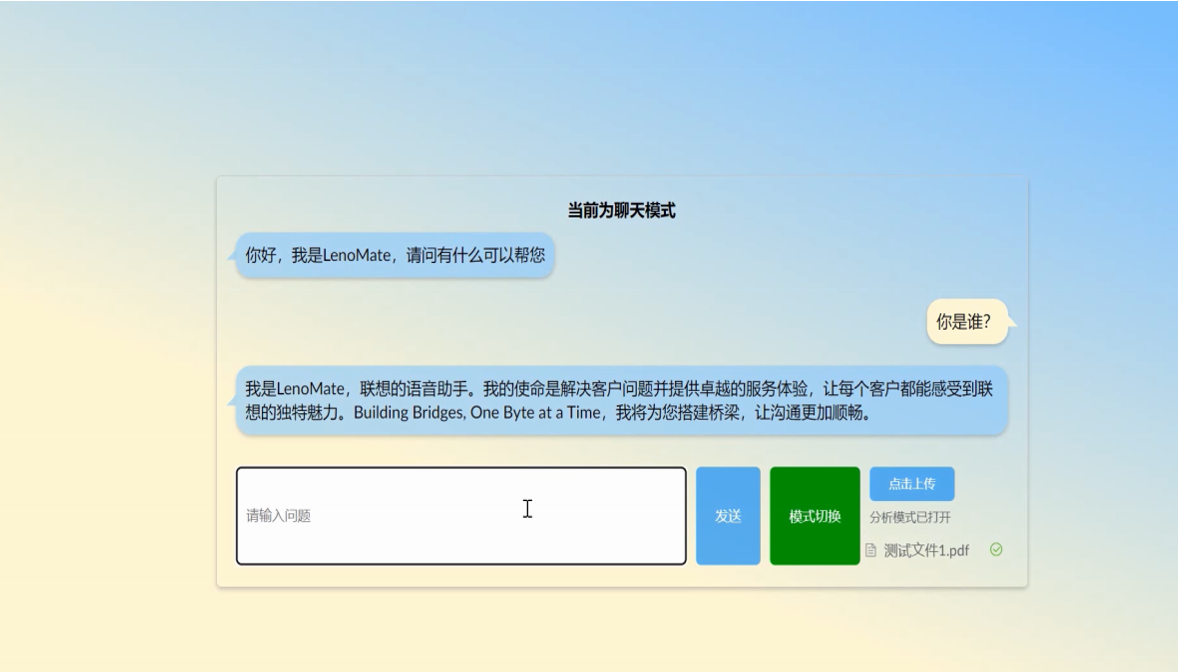 当前为聊天模式
你好，我是LenoMate，请问有什么可以帮您
你是谁？
我是LenoMate，联想的语音助手。我的使命是解决客户问题并提供卓越的服务体验，让每个客户都能感受到联
想的独特魅力。Building Bridges, One Byte at a Time，我将为您搭建桥梁，让沟通更加顺畅。
请输入问题
发送
模式切换
点击上传
分析模式已打开
测试文件1.pdf